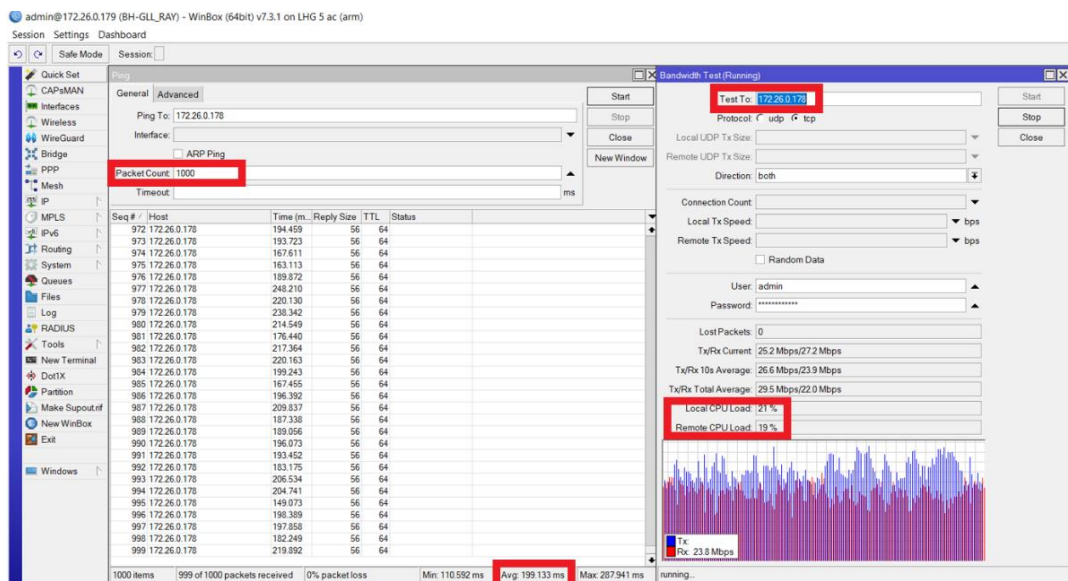 admin@172.26.0.179 (BH-GLL_RAY) - WinBox (64bit) v7.3.1 on LHG 5 ac (arm)
Session Settings Dashboard
Safe Mode Session:
Quick Set
CAPsMAN
Interfaces
Wireless
WireGuard
Bridge
PPP
Mesh
IP
MPLS
IPv6
Routing
System
Queues
Files
Log
RADIUS
Tools
New Terminal
Dot1X
Partition
Make Supout.rif
New WinBox
Exit
Windows
Ping
General Advanced
Ping To: 172.26.0.178
Interface:
ARP Ping
Packet Count: 1000
Timeout: ms
Start
Stop
Close
New Window
Seq # Host Time (m... Reply Size TTL Status
972 172.26.0.178 194.459 56 64
973 172.26.0.178 193.723 56 64
974 172.26.0.178 167.611 56 64
975 172.26.0.178 163.113 56 64
976 172.26.0.178 189.872 56 64
977 172.26.0.178 248.210 56 64
978 172.26.0.178 220.130 56 64
979 172.26.0.178 238.342 56 64
980 172.26.0.178 214.549 56 64
981 172.26.0.178 176.440 56 64
982 172.26.0.178 217.364 56 64
983 172.26.0.178 220.163 56 64
984 172.26.0.178 199.243 56 64
985 172.26.0.178 167.455 56 64
986 172.26.0.178 196.392 56 64
987 172.26.0.178 209.837 56 64
988 172.26.0.178 187.338 56 64
989 172.26.0.178 189.056 56 64
990 172.26.0.178 196.073 56 64
991 172.26.0.178 193.452 56 64
992 172.26.0.178 183.175 56 64
993 172.26.0.178 206.534 56 64
994 172.26.0.178 204.741 56 64
995 172.26.0.178 149.073 56 64
996 172.26.0.178 198.389 56 64
997 172.26.0.178 197.858 56 64
998 172.26.0.178 182.249 56 64
999 172.26.0.178 219.892 56 64
1000 items 999 of 1000 packets received 0% packet loss Min: 110.592 ms Avg: 199.133 ms Max: 287.941 ms
Bandwidth Test (Running)
Test To: 172.26.0.178
Protocol: udp tcp
Local UDP Tx Size:
Remote UDP Tx Size:
Direction: both
Connection Count:
Local Tx Speed: bps
Remote Tx Speed: bps
Random Data
User: admin
Password: ************
Lost Packets: 0
Tx/Rx Current: 25.2 Mbps/27.2 Mbps
Tx/Rx 10s Average: 26.6 Mbps/23.9 Mbps
Tx/Rx Total Average: 29.5 Mbps/22.0 Mbps
Local CPU Load: 21 %
Remote CPU Load: 19 %
Tx:
Rx: 23.8 Mbps
running...
Start
Stop
Close